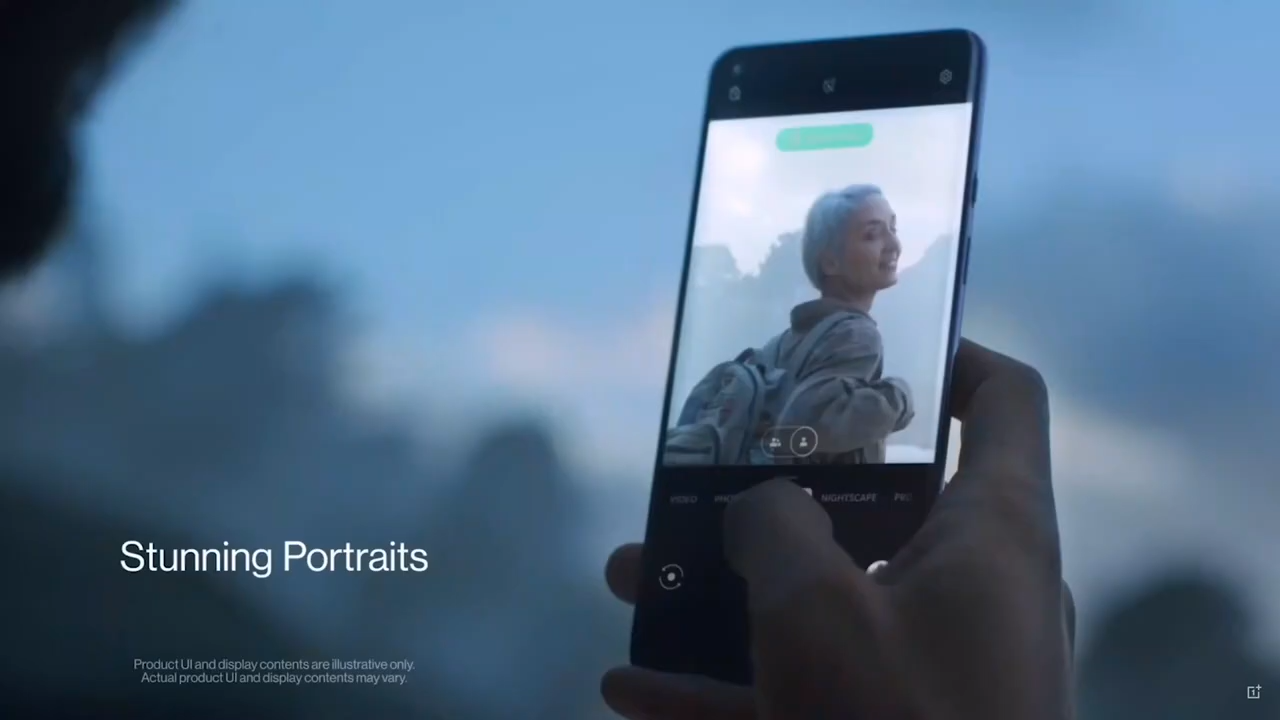 VIDEO
NIGHTSCAPE
Stunning Portraits
Product UI and display contents are illustrative only.
Actual product UI and display contents may vary.